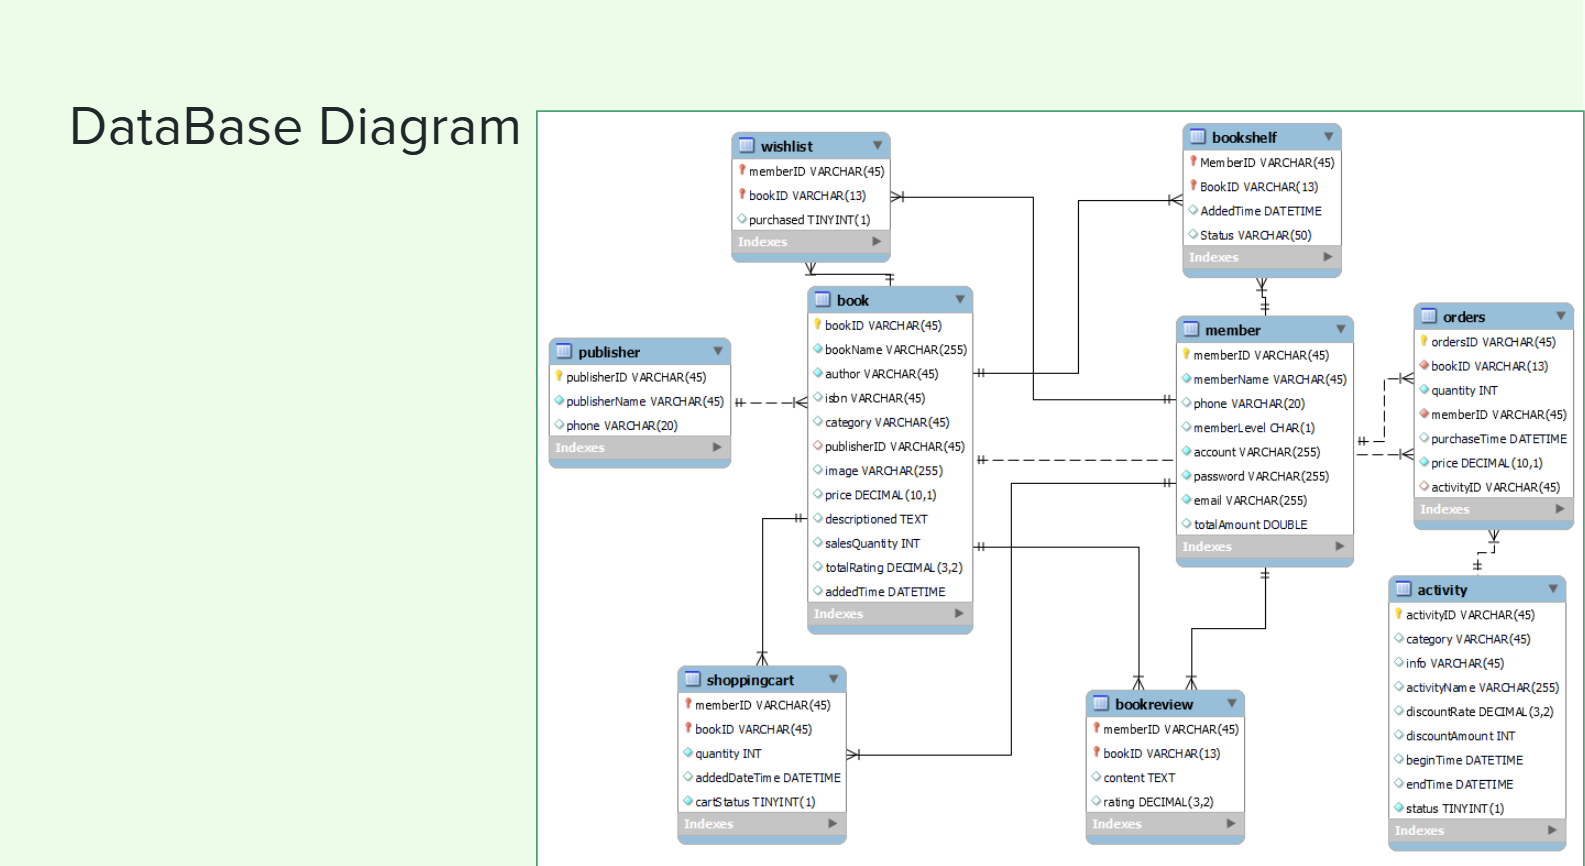 DataBase Diagram
wishlist
memberID VARCHAR(45)
bookID VARCHAR(13)
purchased TINYINT(1)
Indexes
bookshelf
MemberID VARCHAR(45)
BookID VARCHAR(13)
AddedTime DATETIME
Status VARCHAR(50)
Indexes
publisher
publisherID VARCHAR(45)
publisherName VARCHAR(45)
phone VARCHAR(20)
Indexes
book
bookID VARCHAR(45)
bookName VARCHAR(255)
author VARCHAR(45)
isbn VARCHAR(45)
category VARCHAR(45)
publisherID VARCHAR(45)
image VARCHAR(255)
price DECIMAL(10,1)
descriptioned TEXT
salesQuantity INT
totalRating DECIMAL(3,2)
addedTime DATETIME
Indexes
member
memberID VARCHAR(45)
memberName VARCHAR(45)
phone VARCHAR(20)
memberLevel CHAR(1)
account VARCHAR(255)
password VARCHAR(255)
email VARCHAR(255)
totalAmount DOUBLE
Indexes
orders
ordersID VARCHAR(45)
bookID VARCHAR(13)
quantity INT
memberID VARCHAR(45)
purchaseTime DATETIME
price DECIMAL(10,1)
activityID VARCHAR(45)
Indexes
shoppingcart
memberID VARCHAR(45)
bookID VARCHAR(45)
quantity INT
addedDateTime DATETIME
cartStatus TINYINT(1)
Indexes
bookreview
memberID VARCHAR(45)
bookID VARCHAR(13)
content TEXT
rating DECIMAL(3,2)
Indexes
activity
activityID VARCHAR(45)
category VARCHAR(45)
info VARCHAR(45)
activityName VARCHAR(255)
discountRate DECIMAL(3,2)
discountAmount INT
beginTime DATETIME
endTime DATETIME
status TINYINT(1)
Indexes